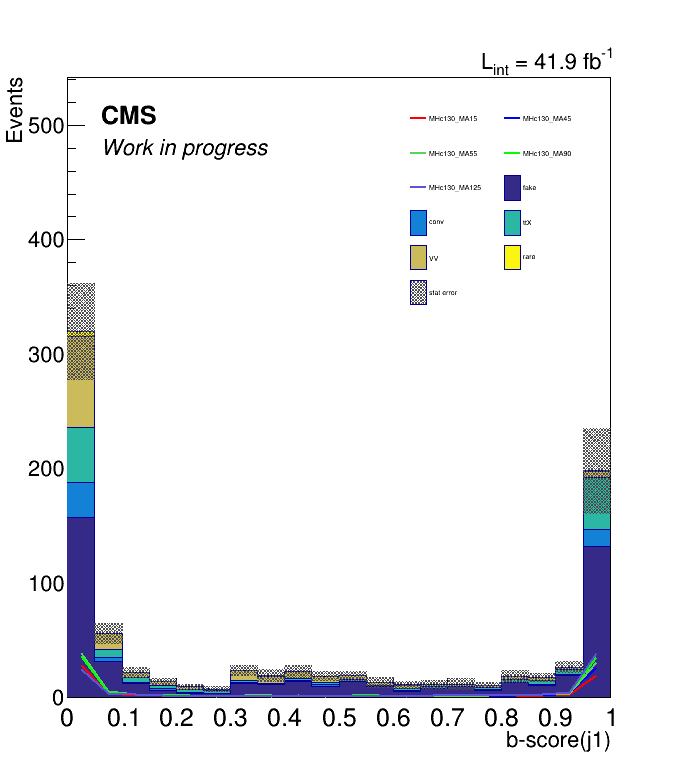 L_int = 41.9 fb^-1
Events
CMS
Work in progress
MHc130_MA15
MHc130_MA45
MHc130_MA55
MHc130_MA90
MHc130_MA125
fake
conv
ttX
VV
rare
stat error
500
400
300
200
100
0
0 0.1 0.2 0.3 0.4 0.5 0.6 0.7 0.8 0.9 1
b-score(j1)